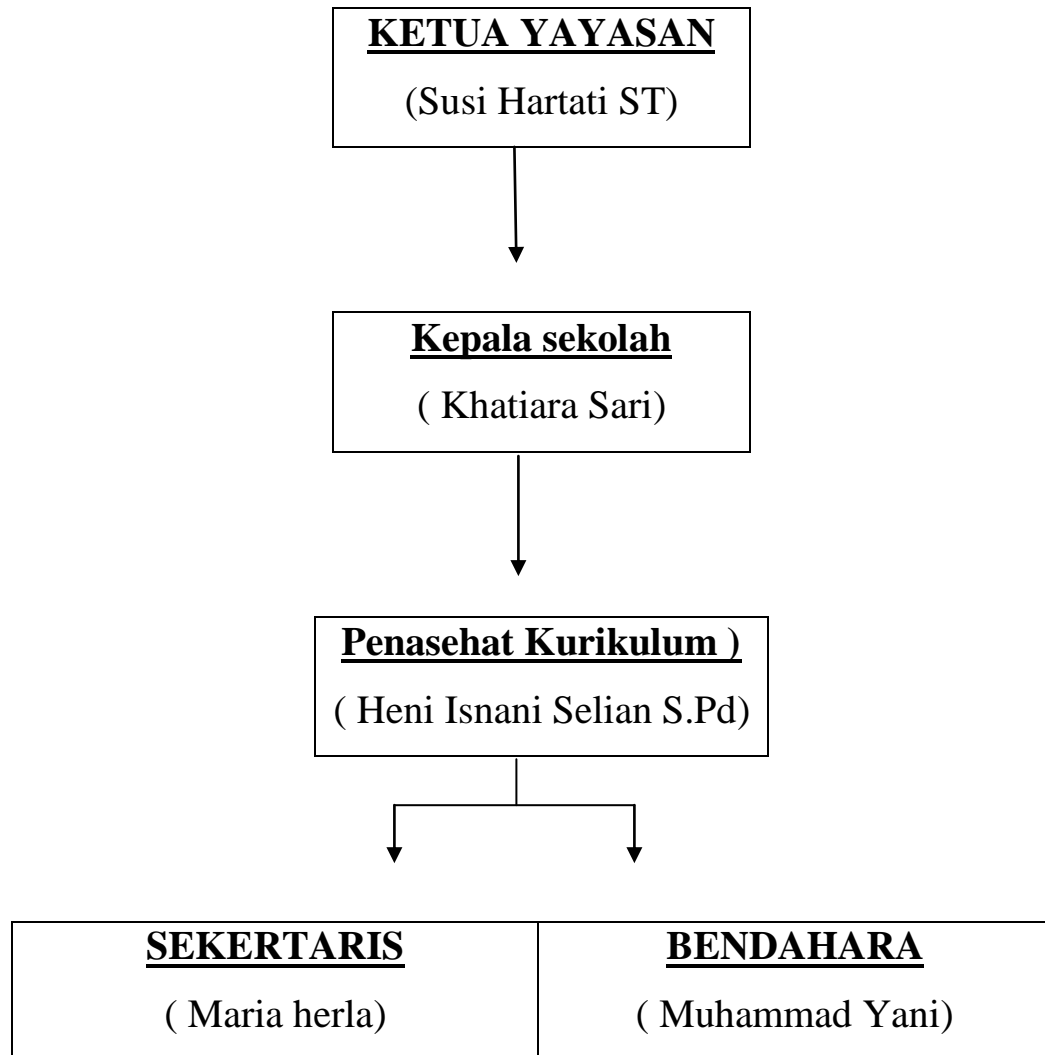 KETUA YAYASAN
(Susi Hartati ST)
Kepala sekolah
( Khatiara Sari)
Penasehat Kurikulum )
( Heni Isnani Selian S.Pd)
SEKERTARIS
( Maria herla)
BENDAHARA
( Muhammad Yani)